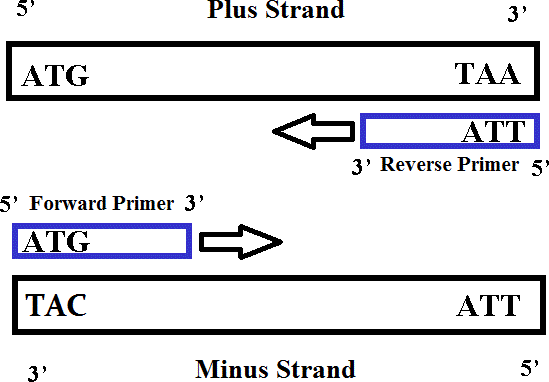 5’ Plus Strand 3’
ATG TAA
ATT
3’ Reverse Primer 5’
5’ Forward Primer 3’
ATG
TAC ATT
3’ Minus Strand 5’